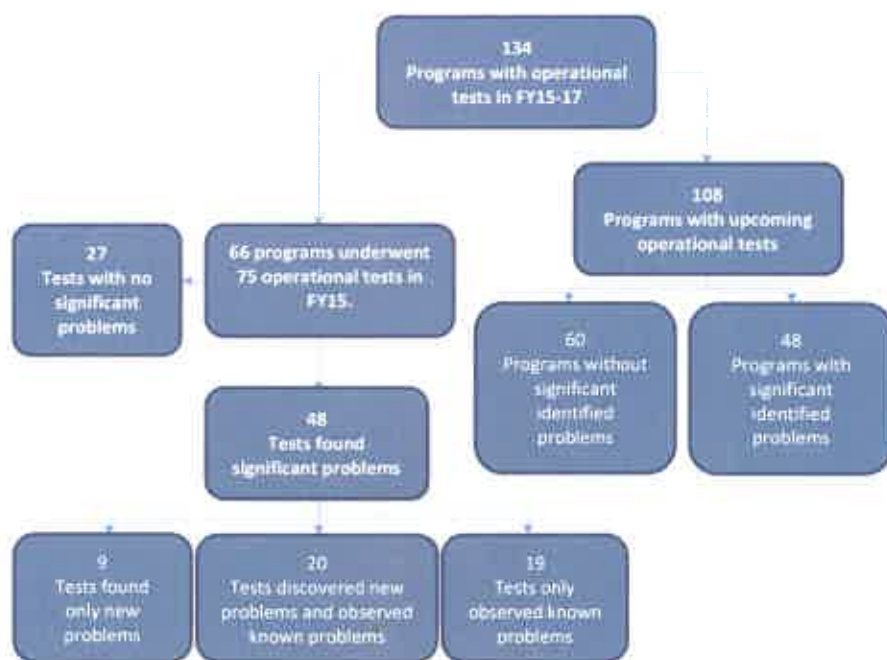 134
Programs with operational
tests in FY15-17
108
Programs with upcoming
operational tests
27
Tests with no
significant
problems
66 programs underwent
75 operational tests in
FY15.
60
Programs without
significant
identified
problems
48
Programs with
significant
identified
problems
48
Tests found
significant problems
9
Tests found
only new
problems
20
Tests discovered new
problems and observed
known problems
19
Tests only
observed known
problems